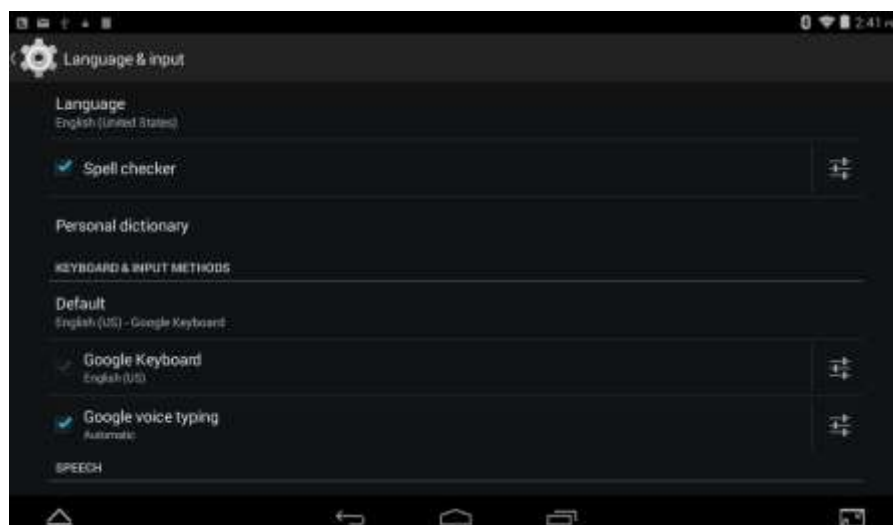 2:41
Language & input
Language
English (United States)
Spell checker
Personal dictionary
KEYBOARD & INPUT METHODS
Default
English (US) - Google Keyboard
Google Keyboard
English (US)
Google voice typing
Automatic
SPEECH